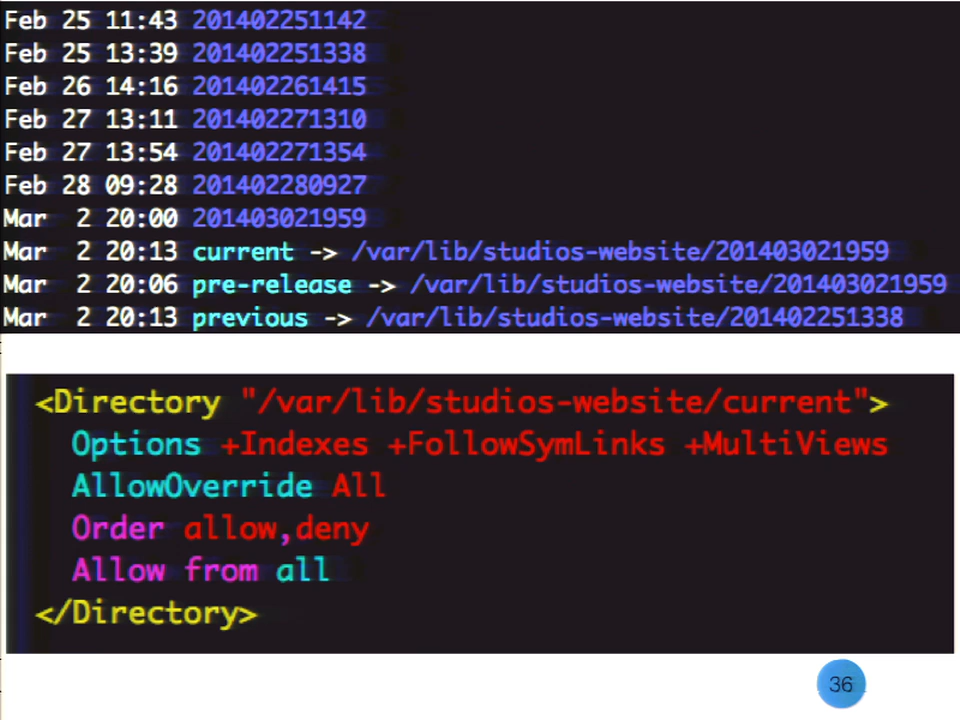 Feb 25 11:43 201402251142
Feb 25 13:39 201402251338
Feb 26 14:16 201402261415
Feb 27 13:11 201402271310
Feb 27 13:54 201402271354
Feb 28 09:28 201402280927
Mar  2 20:00 201403021959
Mar  2 20:13 current -> /var/lib/studios-website/201403021959
Mar  2 20:06 pre-release -> /var/lib/studios-website/201403021959
Mar  2 20:13 previous -> /var/lib/studios-website/201402251338
<Directory "/var/lib/studios-website/current">
Options +Indexes +FollowSymLinks +MultiViews
AllowOverride All
Order allow,deny
Allow from all
</Directory>
36